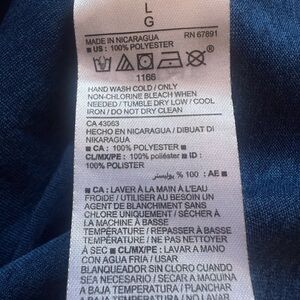 L
G
MADE IN NICARAGUA RN 67891
■ US : 100% POLYESTER
1166
HAND WASH COLD / ONLY
NON-CHLORINE BLEACH WHEN
NEEDED / TUMBLE DRY LOW / COOL
IRON / DO NOT DRY CLEAN
CA 43063
HECHO EN NICARAGUA / DIBUAT DI
NIKARAGUA
■ CA : 100% POLYESTER
CL/MX/PE : 100% poliéster ■ ID :
100% Poliester
■ AE : 100 % بوليستر
■ CA : LAVER À LA MAIN À L'EAU
FROIDE / UTILISER AU BESOIN UN
AGENT DE BLANCHIMENT SANS
CHLORE UNIQUEMENT / SÉCHER À
LA MACHINE À BASSE
TEMPÉRATURE / REPASSER À BASSE
TEMPÉRATURE / NE PAS NETTOYER
À SEC ■ CL/MX/PE : LAVAR A MANO
CON AGUA FRIA / USAR
BLANQUEADOR SIN CLORO CUANDO
SEA NECESARIO / SECAR A MAQUINA
A BAJA TEMPERATURA / PLANCHAR
A BAJA TEMPERATURA / NO